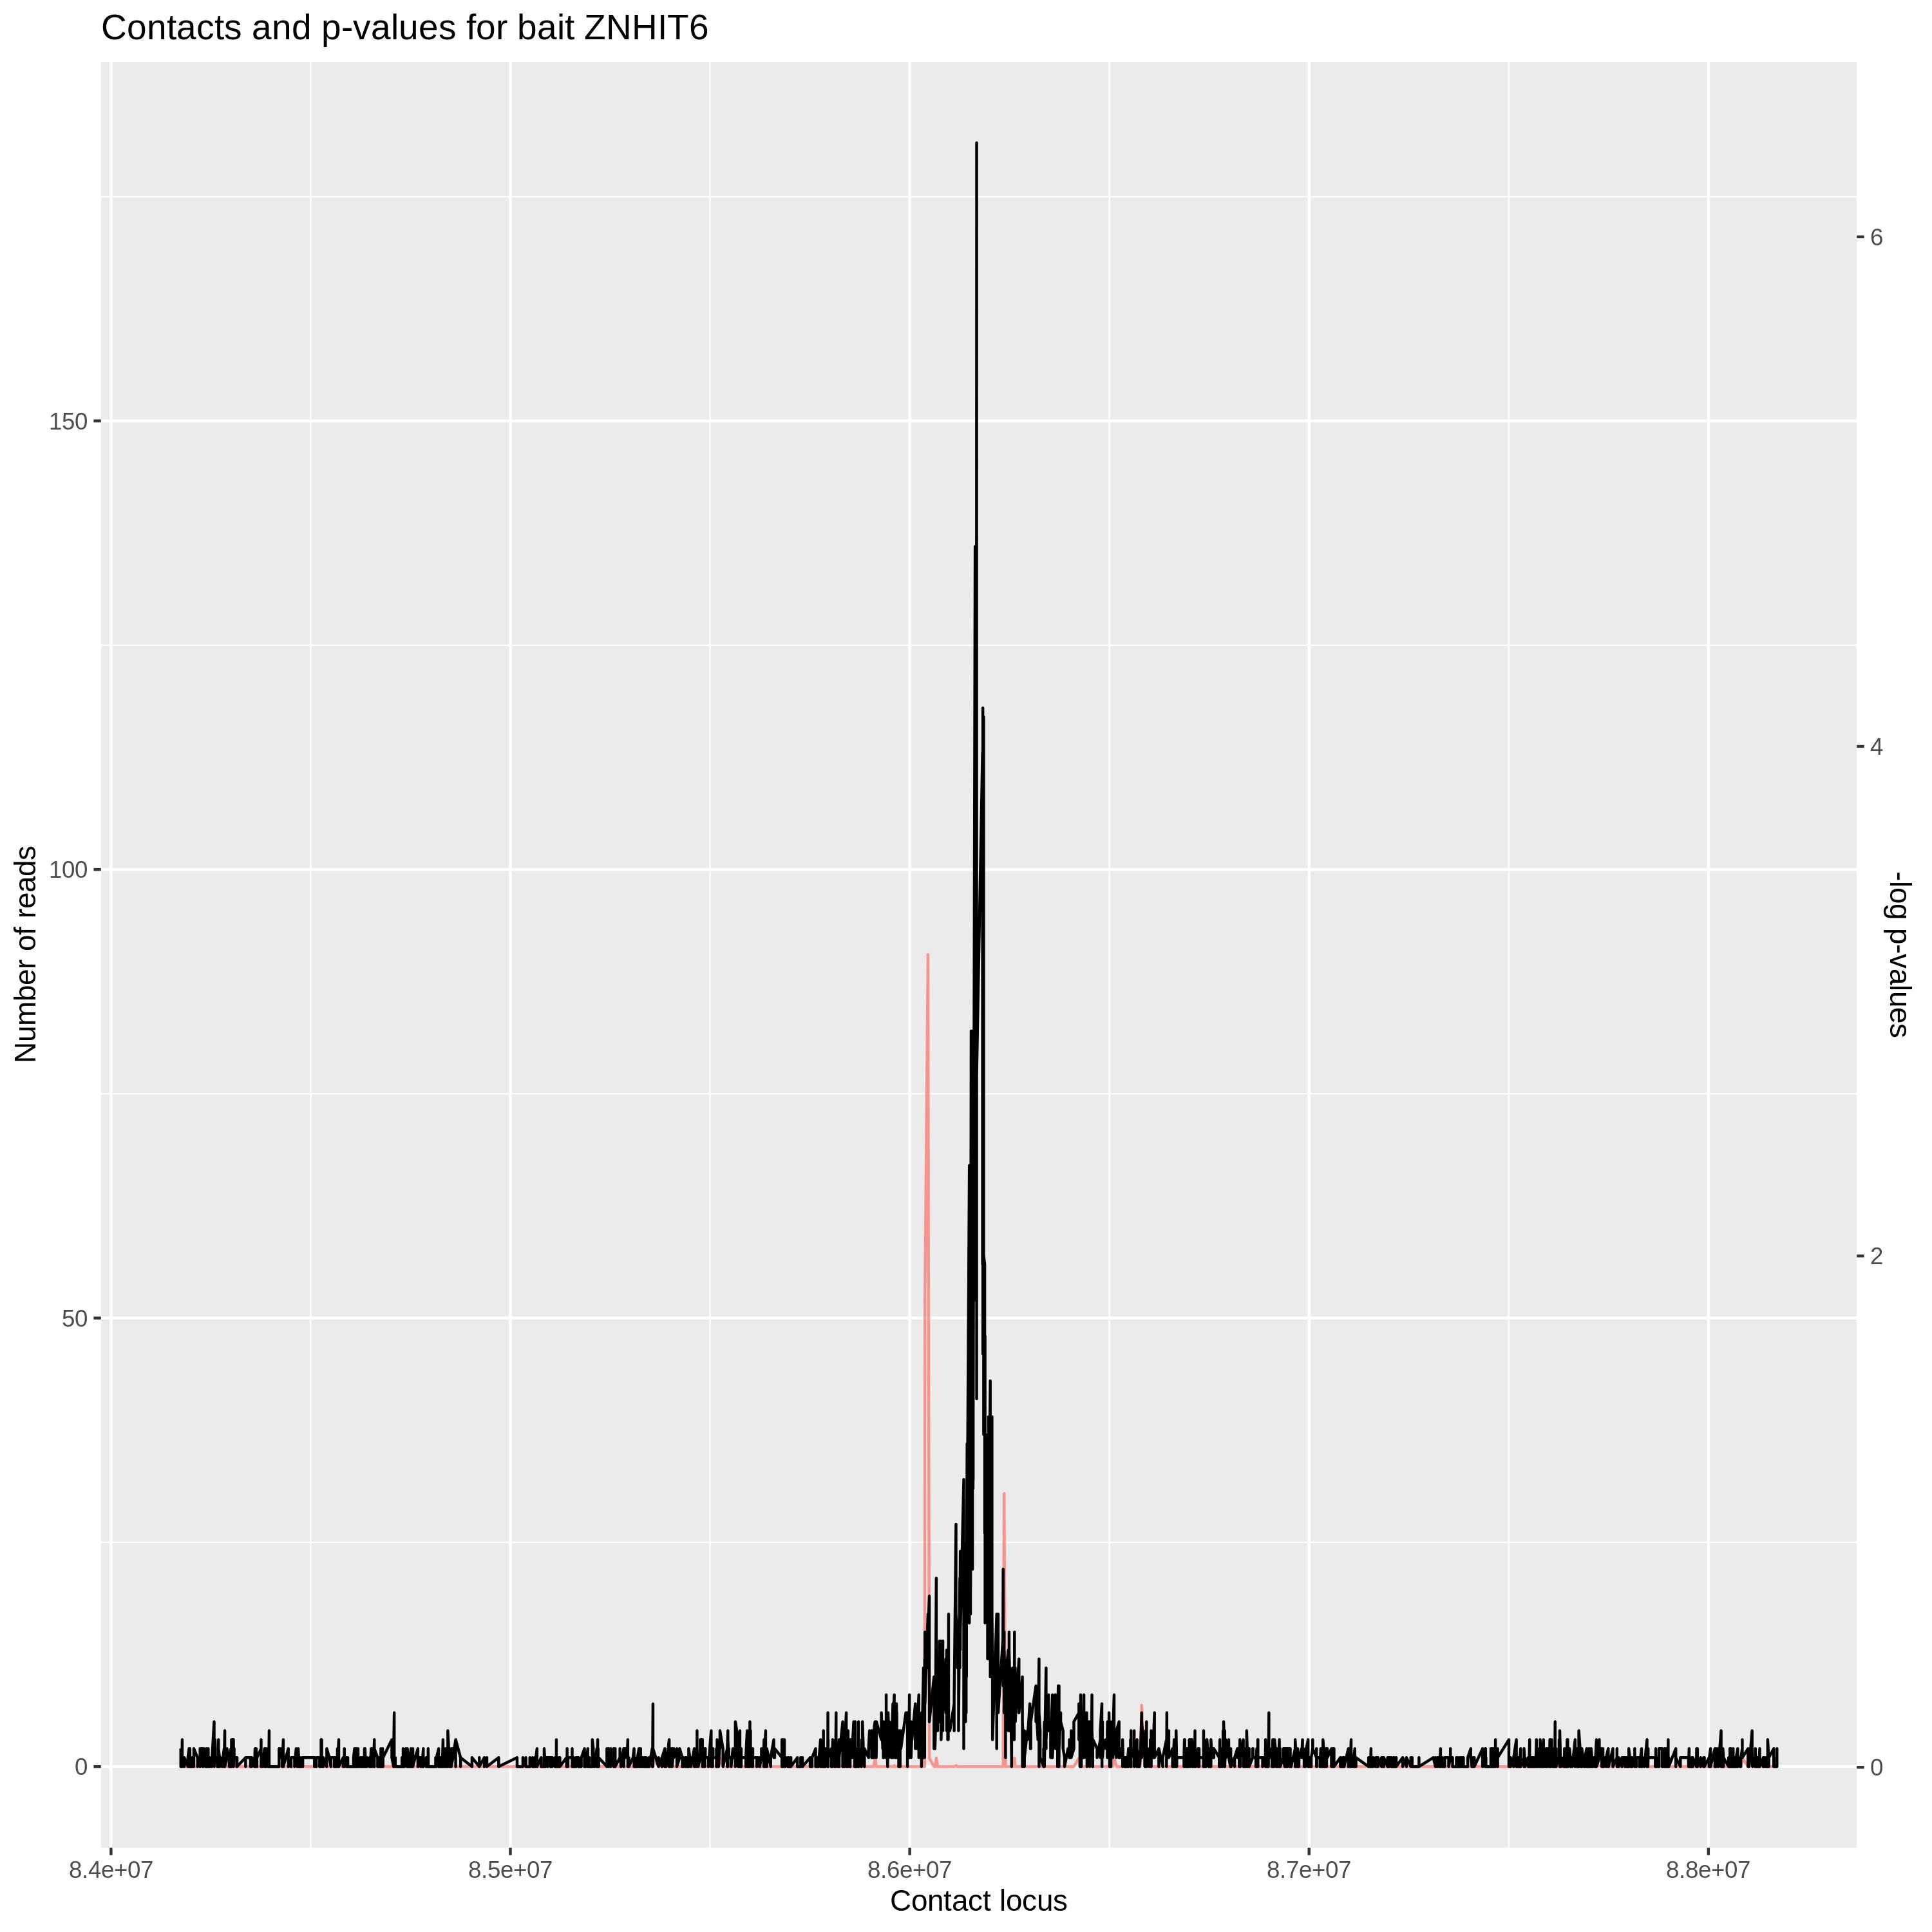 Contacts and p-values for bait ZNHIT6
150
100
50
0
Number of reads
6
4
2
0
-log p-values
8.4e+07
8.5e+07
8.6e+07
8.7e+07
8.8e+07
Contact locus